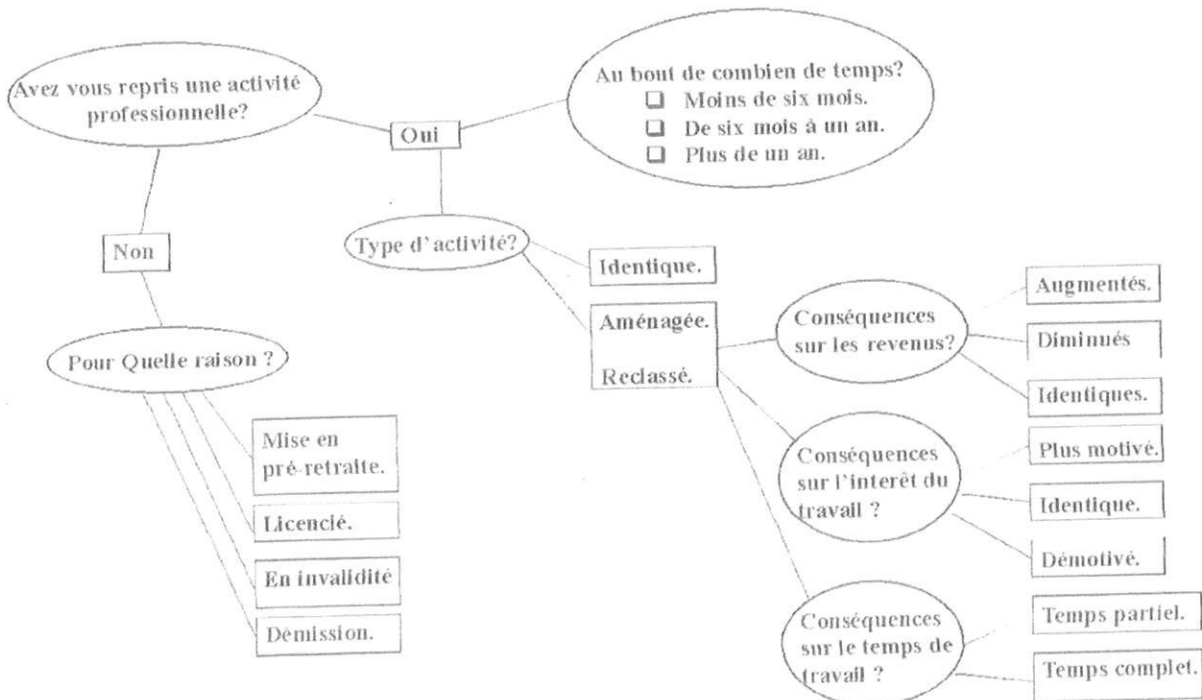 Avez vous repris une activité
professionnelle?
Au bout de combien de temps?
❑ Moins de six mois.
❑ De six mois à un an.
❑ Plus de un an.
Oui
Non
Type d'activité?
Identique.
Aménagée.
Reclassé.
Conséquences
sur les revenus?
Augmentés.
Diminués
Identiques.
Pour Quelle raison ?
Mise en
pré-retraite.
Licencié.
En invalidité
Démission.
Conséquences
sur l'interêt du
travail ?
Plus motivé.
Identique.
Démotivé.
Conséquences
sur le temps de
travail ?
Temps partiel.
Temps complet.